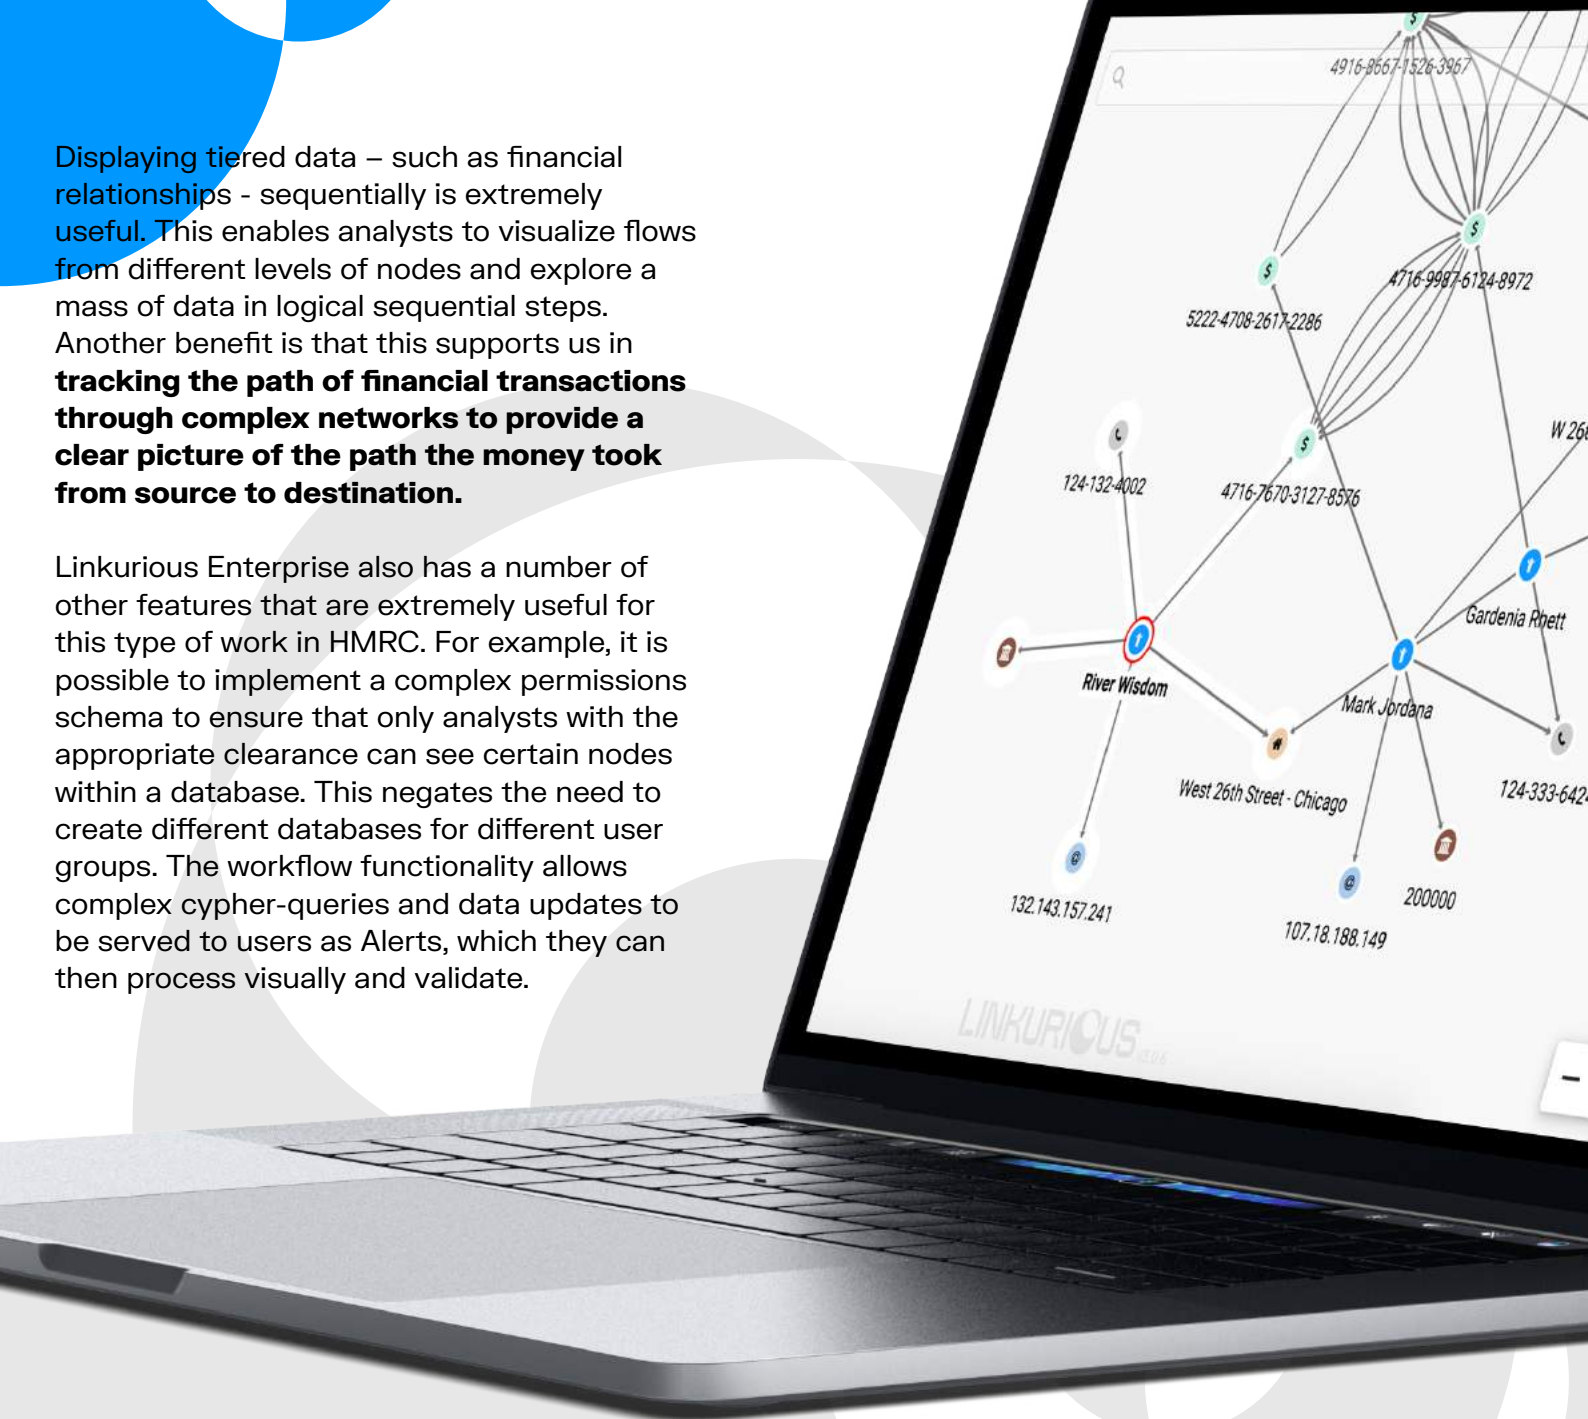 Displaying tiered data – such as financial
relationships - sequentially is extremely
useful. This enables analysts to visualize flows
from different levels of nodes and explore a
mass of data in logical sequential steps.
Another benefit is that this supports us in
tracking the path of financial transactions
through complex networks to provide a
clear picture of the path the money took
from source to destination.
Linkurious Enterprise also has a number of
other features that are extremely useful for
this type of work in HMRC. For example, it is
possible to implement a complex permissions
schema to ensure that only analysts with the
appropriate clearance can see certain nodes
within a database. This negates the need to
create different databases for different user
groups. The workflow functionality allows
complex cypher-queries and data updates to
be served to users as Alerts, which they can
then process visually and validate.
4916-8667-1526-3967
4716-9987-6124-8972
5222-4708-2617-2286
W 26
124-132-4002
4716-7670-3127-8576
Gardenia Rhett
River Wisdom
Mark Jordana
West 26th Street - Chicago
124-333-642
200000
132.143.157.241
107.18.188.149
LINKURIOUS